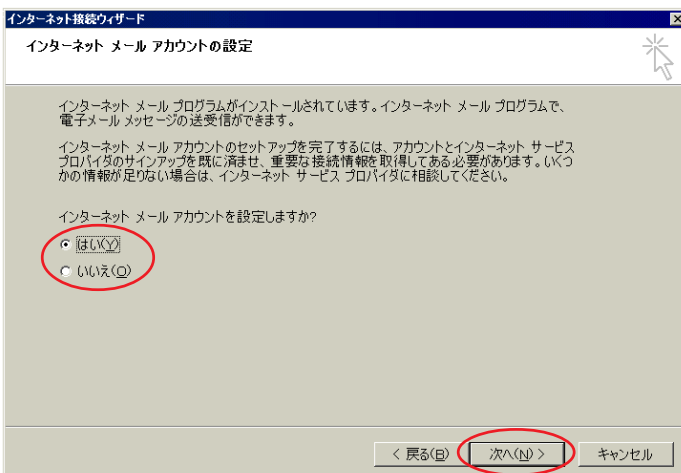 インターネット接続ウィザード
インターネット メール アカウントの設定
インターネット メール プログラムがインストールされています。インターネット メール プログラムで、
電子メール メッセージの送受信ができます。
インターネット メール アカウントのセットアップを完了するには、アカウントとインターネット サービス
プロバイダのサインアップを既に済ませ、重要な接続情報を取得してある必要があります。いくつ
かの情報が足りない場合は、インターネット サービス プロバイダに相談してください。
インターネット メール アカウントを設定しますか?
はい(Y)
いいえ(O)
< 戻る(B) 次へ(N) > キャンセル